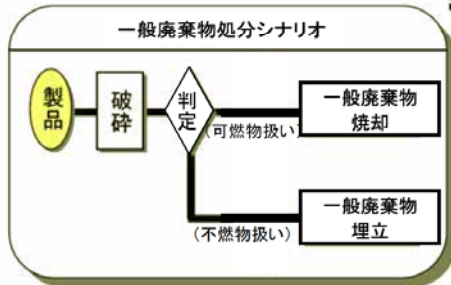 一般廃棄物処分シナリオ
製品
破砕
判定
(可燃物扱い)
一般廃棄物
焼却
(不燃物扱い)
一般廃棄物
埋立